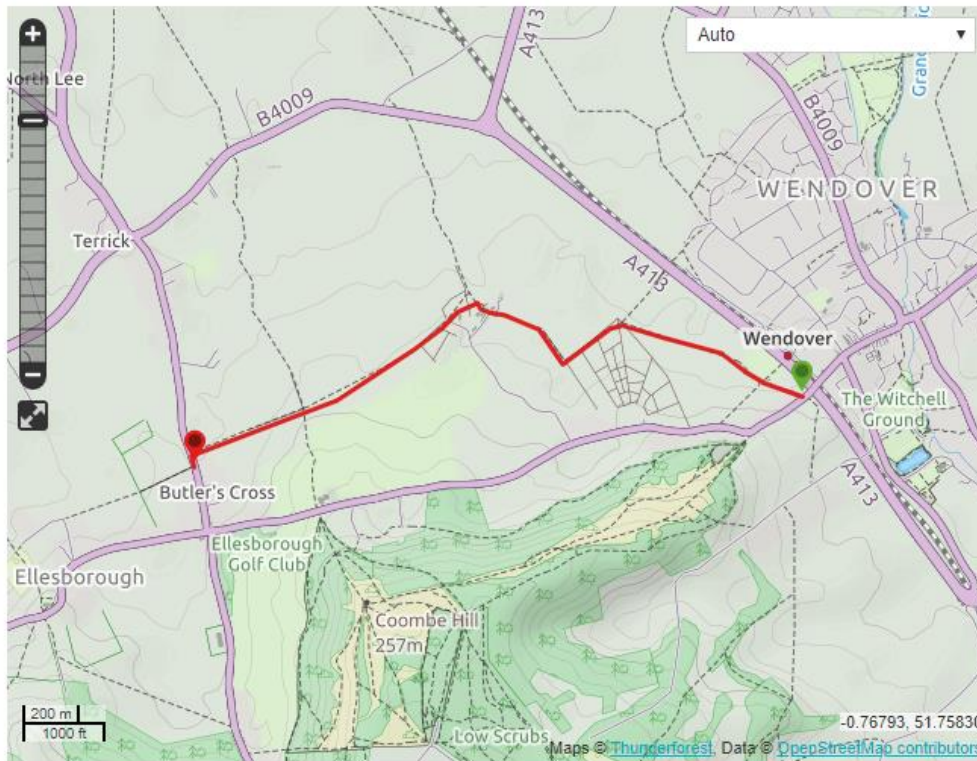 +
Auto
A413
North Lee
B4009
Grand
B4009
WENDOVER
Terrick
A413
Wendover
The Witchell
Ground
Butler's Cross
A413
Ellesborough
Golf Club
Ellesborough
Coombe Hill
257m
200 m
1000 ft
Low Scrubs
-0.76793, 51.75830
Maps © Thunderforest, Data © OpenStreetMap contributors